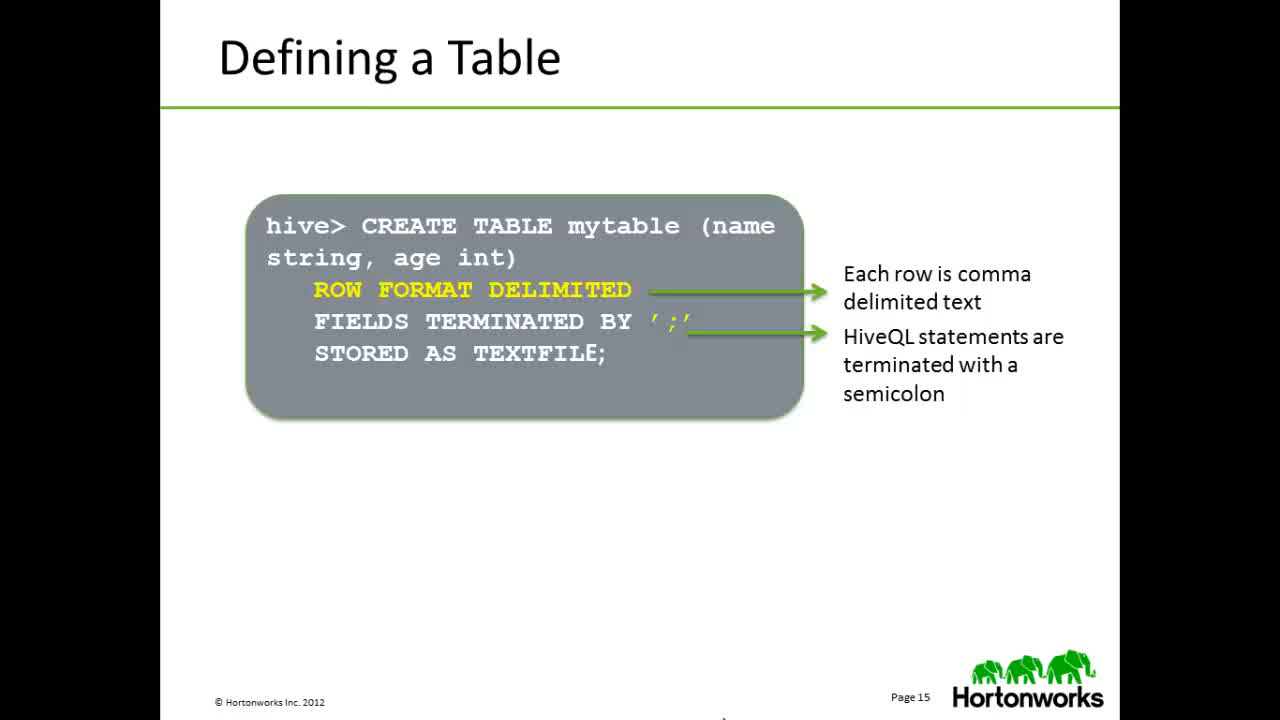 Defining a Table
hive> CREATE TABLE mytable (name
string, age int)
ROW FORMAT DELIMITED
FIELDS TERMINATED BY ’;’
STORED AS TEXTFILE;
Each row is comma
delimited text
HiveQL statements are
terminated with a
semicolon
© Hortonworks Inc. 2012
Page 15
Hortonworks